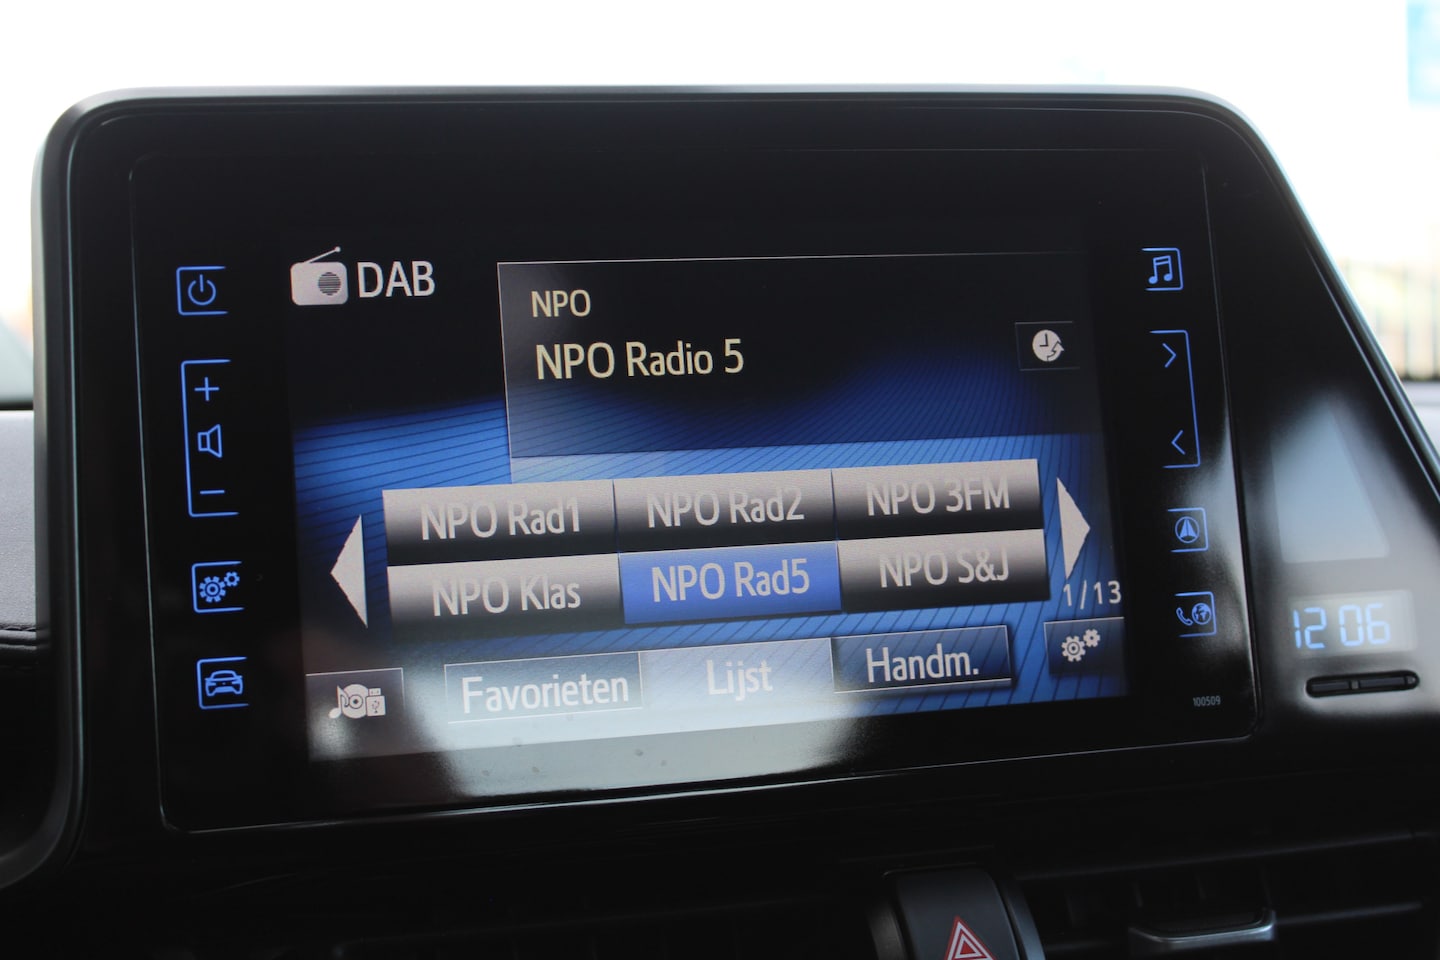 DAB
NPO
NPO Radio 5
NPO Rad1 NPO Rad2 NPO 3FM
NPO Klas NPO Rad5 NPO S&J
1/13
Favorieten Lijst Handm.
100509
12:06